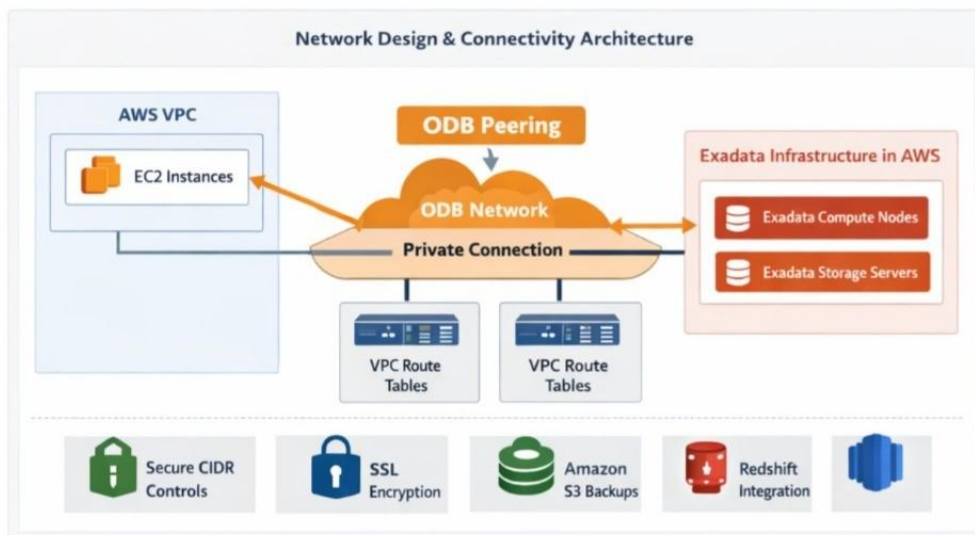 Network Design & Connectivity Architecture
AWS VPC
EC2 Instances
ODB Peering
ODB Network
Private Connection
Exadata Infrastructure in AWS
Exadata Compute Nodes
Exadata Storage Servers
VPC Route
Tables
VPC Route
Tables
Secure CIDR
Controls
SSL
Encryption
Amazon
S3 Backups
Redshift
Integration